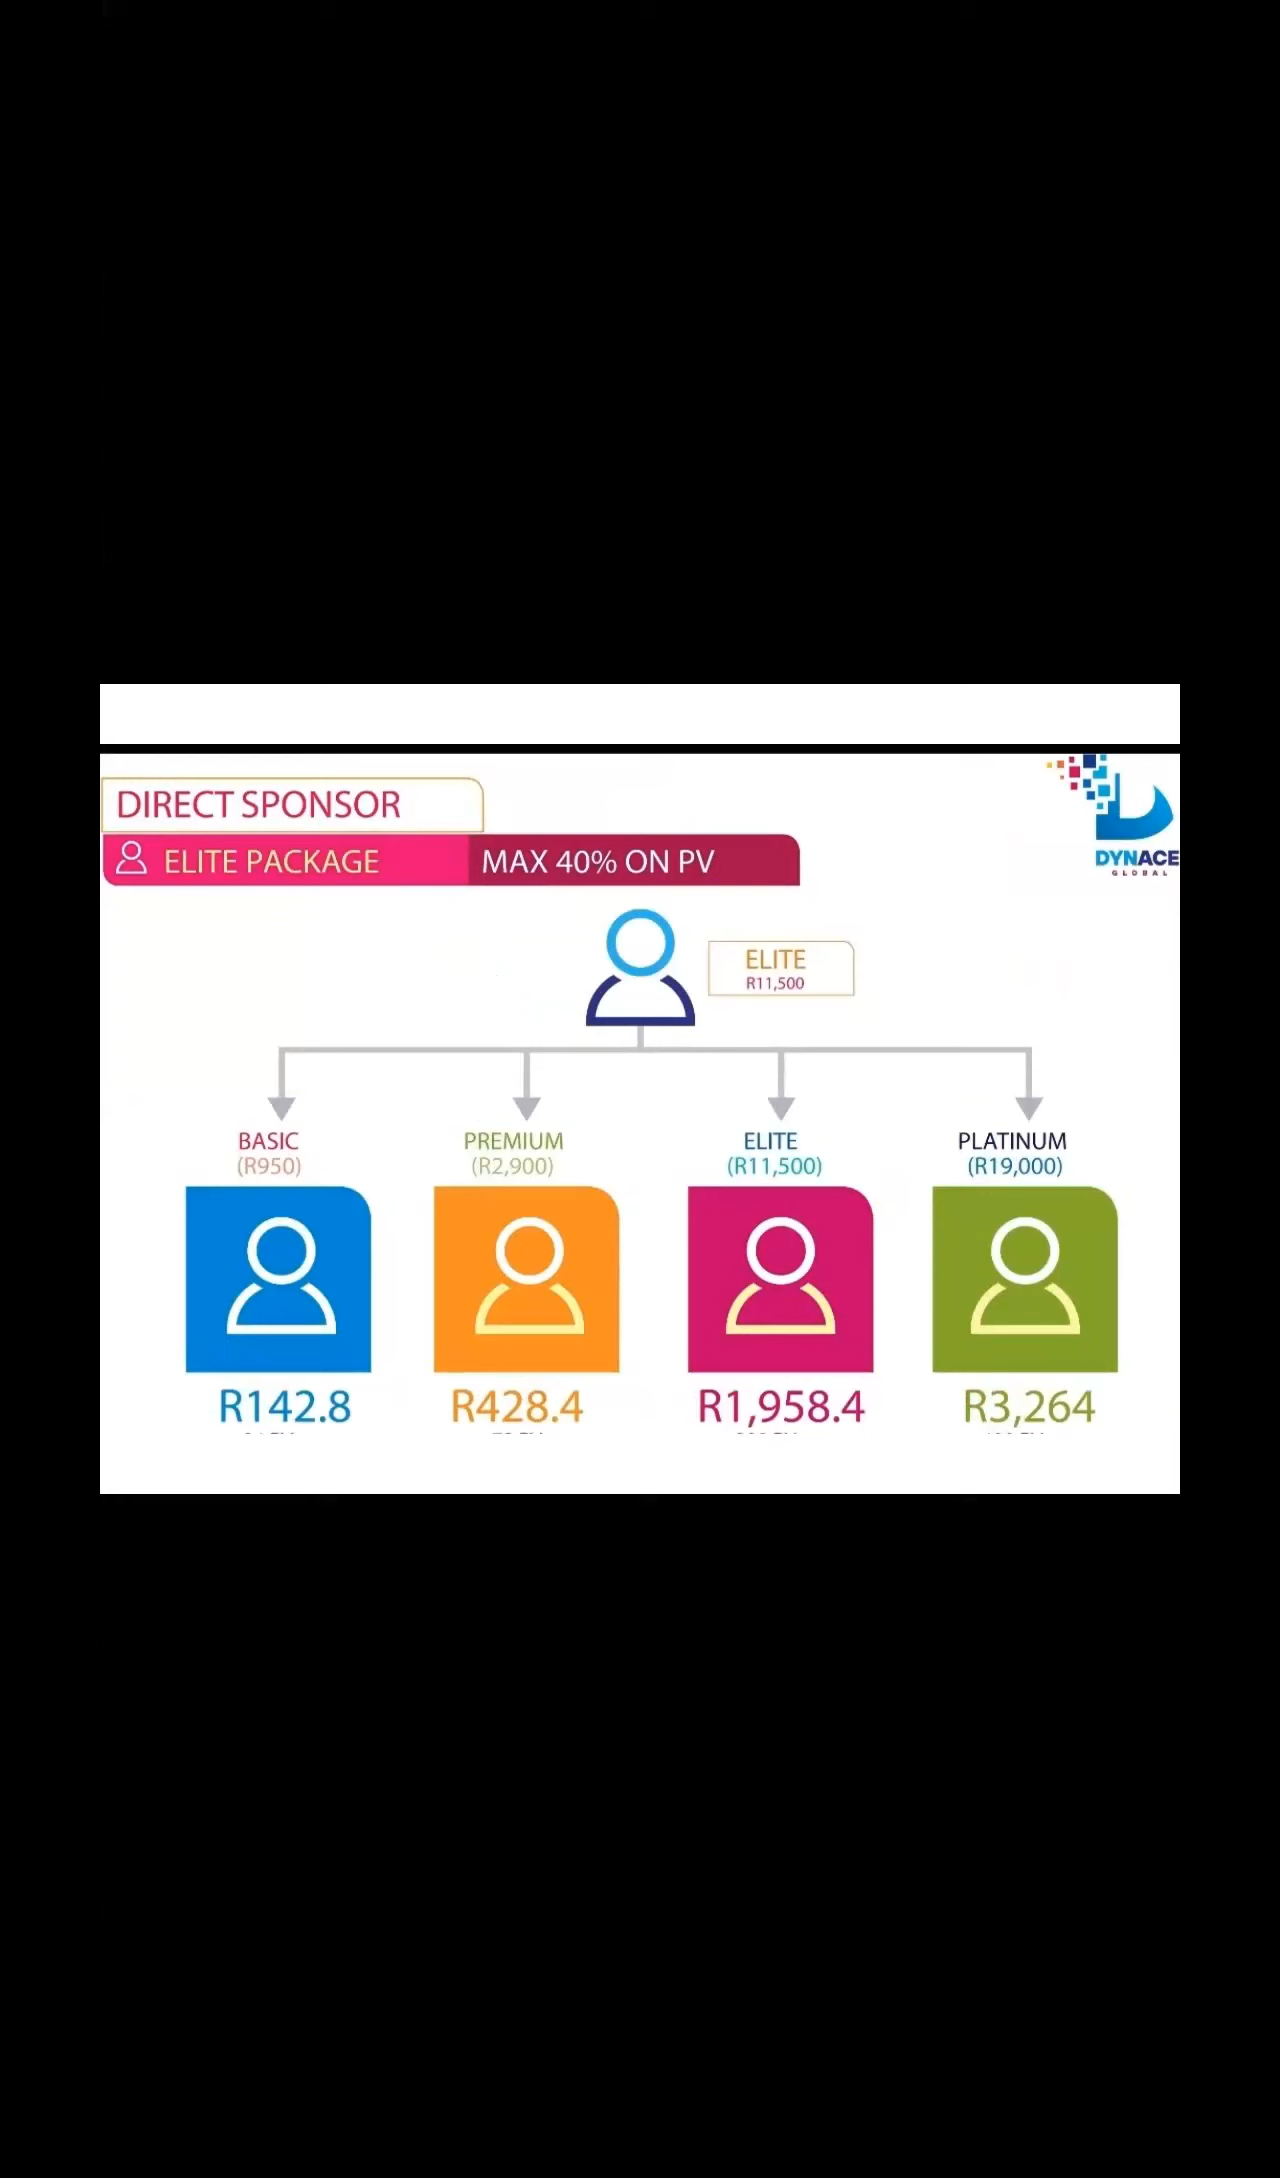 DIRECT SPONSOR
ELITE PACKAGE MAX 40% ON PV
DYNACE
GLOBAL
ELITE
R11,500
BASIC
(R950)
PREMIUM
(R2,900)
ELITE
(R11,500)
PLATINUM
(R19,000)
R142.8
R428.4
R1,958.4
R3,264